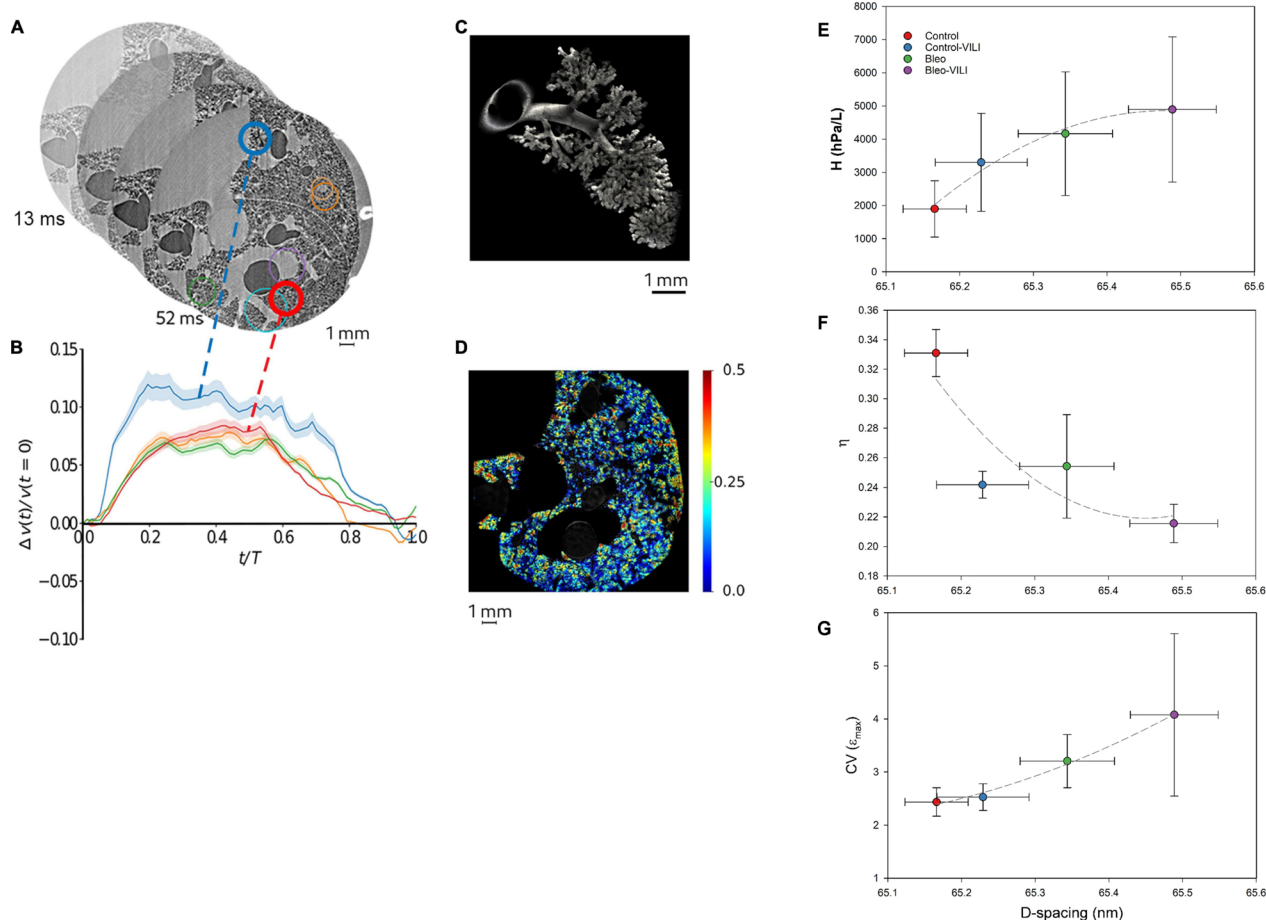 A
13 ms
52 ms
1 mm
B
0.15
0.10
0.05
0.00
−0.05
−0.10
Δ v(t)/v(t = 0)
0.0
0.2
0.4
0.6
0.8
1.0
t/T
C
1 mm
D
0.5
0.25
0.0
1 mm
E
8000
7000
6000
5000
4000
3000
2000
1000
0
H (hPa/L)
Control
Control-VILI
Bleo
Bleo-VILI
65.1
65.2
65.3
65.4
65.5
65.6
F
0.36
0.34
0.32
0.30
0.28
0.26
0.24
0.22
0.20
0.18
η
65.1
65.2
65.3
65.4
65.5
65.6
G
6
5
4
3
2
1
CV (εmax)
65.1
65.2
65.3
65.4
65.5
65.6
D-spacing (nm)